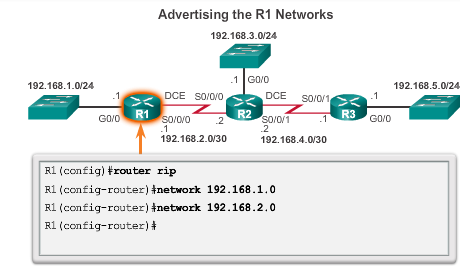 Advertising the R1 Networks
192.168.3.0/24
192.168.1.0/24
.1 G0/0
192.168.5.0/24
.1 DCE S0/0/0 DCE S0/0/1 .1
R1 R2 R3
G0/0 S0/0/0 .2 S0/0/1 .1 G0/0
.1 .2
192.168.2.0/30 192.168.4.0/30
R1(config)#router rip
R1(config-router)#network 192.168.1.0
R1(config-router)#network 192.168.2.0
R1(config-router)#